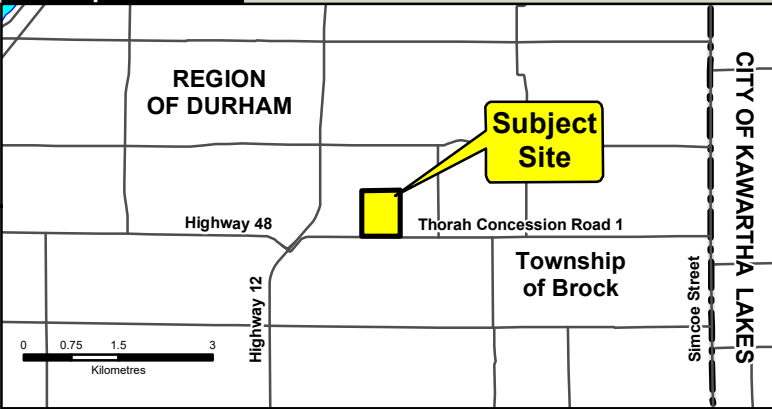 REGION
OF DURHAM
Subject
Site
CITY OF KAWARTHA LAKES
Highway 48
Thorah Concession Road 1
Township
of Brock
Highway 12
Simcoe Street
0 0.75 1.5 3
Kilometres